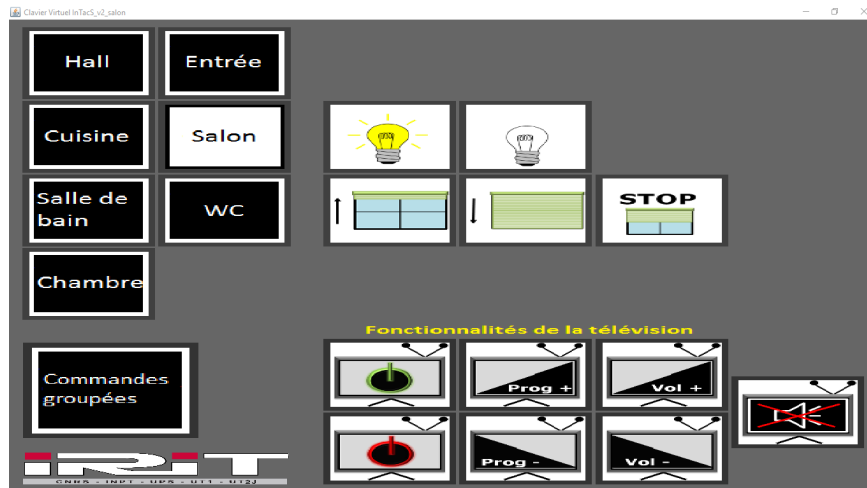 Clavier Virtuel InTacS_v2_salon
Hall
Entrée
Cuisine
Salon
Salle de
bain
WC
STOP
Chambre
Fonctionnalités de la télévision
Commandes
groupées
Prog +
Vol +
Prog -
Vol -
IRIT
CNRS - INPT - UPS - UT1 - UT2J